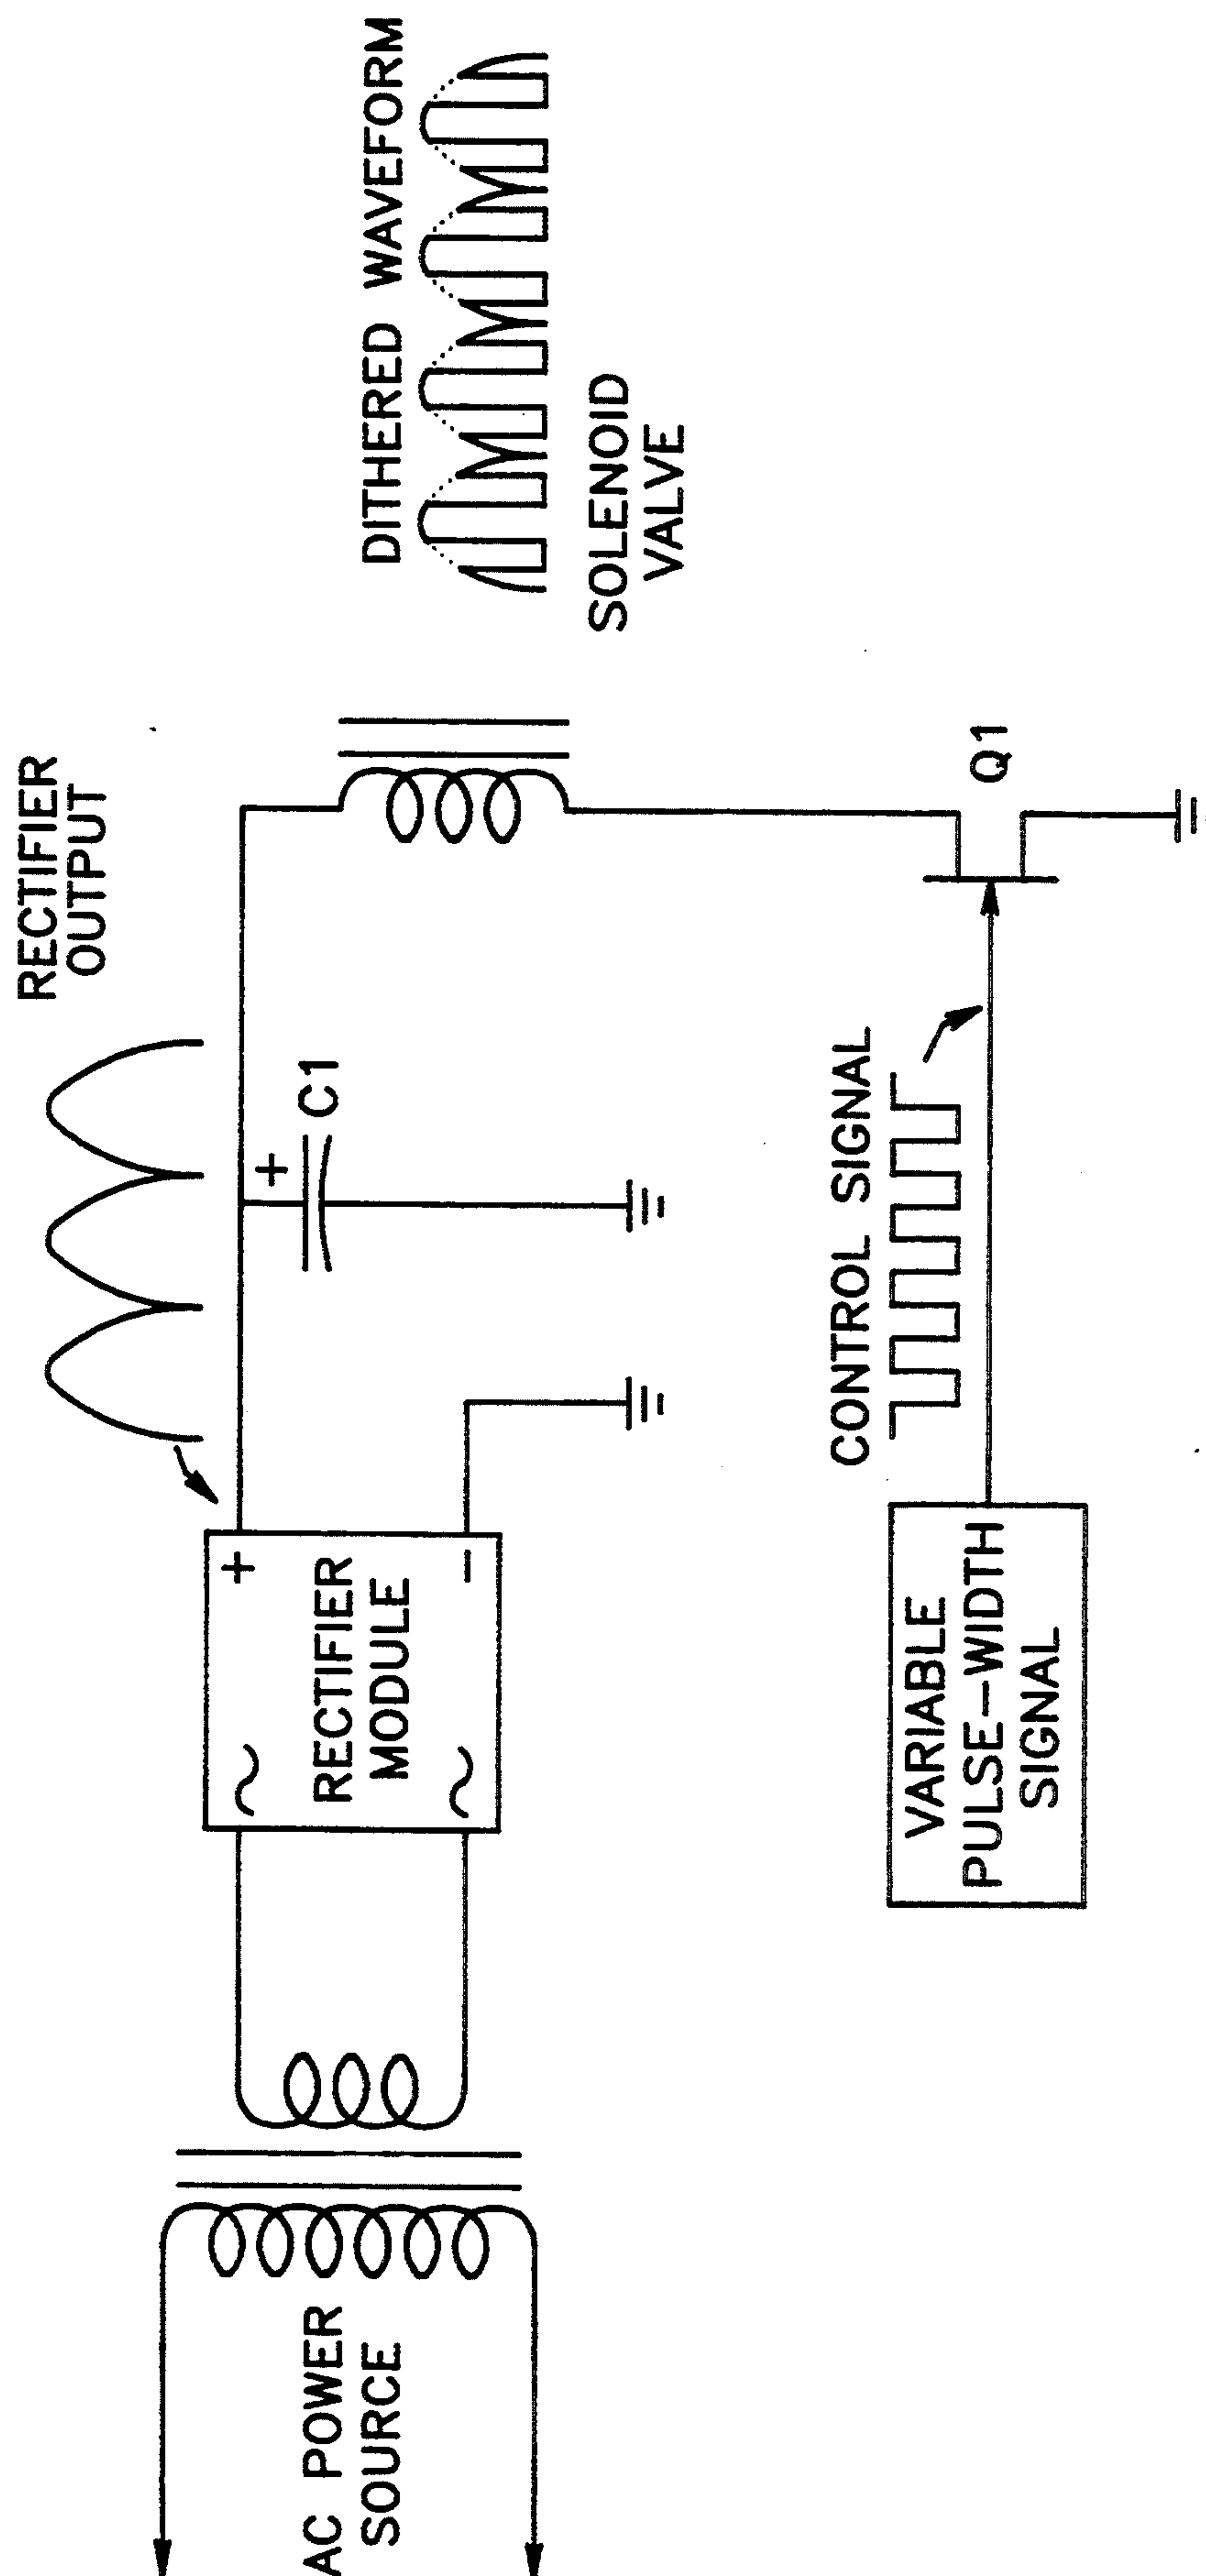 AC POWER
SOURCE
~
~
RECTIFIER
MODULE
+
−
RECTIFIER
OUTPUT
+
C1
DITHERED WAVEFORM
SOLENOID
VALVE
Q1
CONTROL SIGNAL
VARIABLE
PULSE–WIDTH
SIGNAL